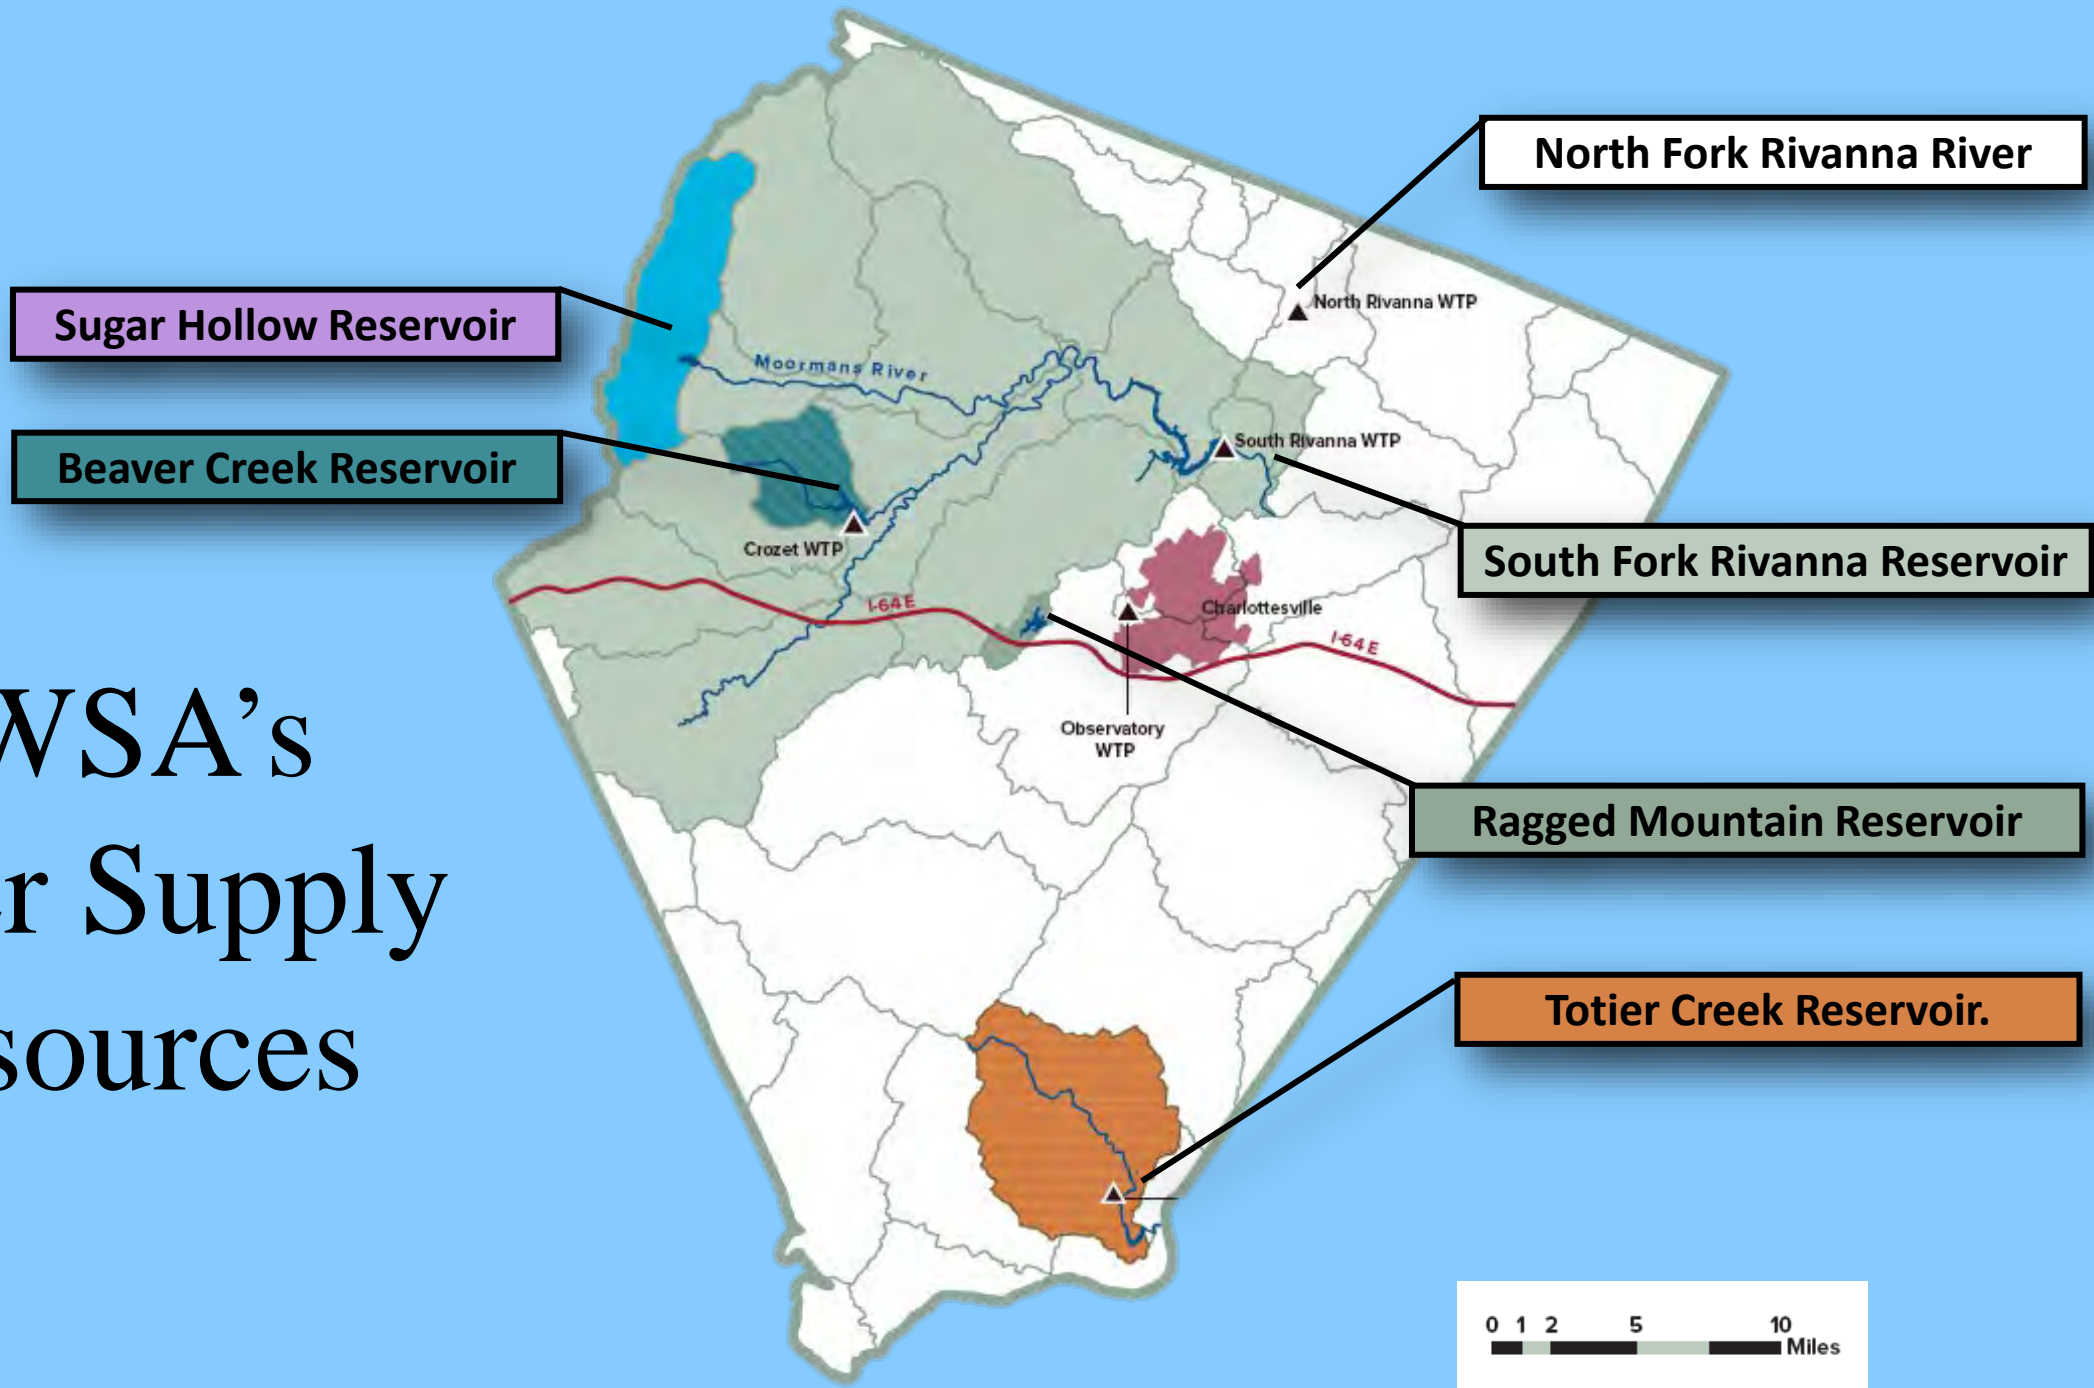 North Fork Rivanna River
North Rivanna WTP
Sugar Hollow Reservoir
Moormans River
Beaver Creek Reservoir
South Rivanna WTP
Crozet WTP
South Fork Rivanna Reservoir
I-64 E
Charlottesville
I-64 E
WSA's
Observatory
WTP
Ragged Mountain Reservoir
r Supply
Totier Creek Reservoir.
sources
0 1 2 5 10
Miles